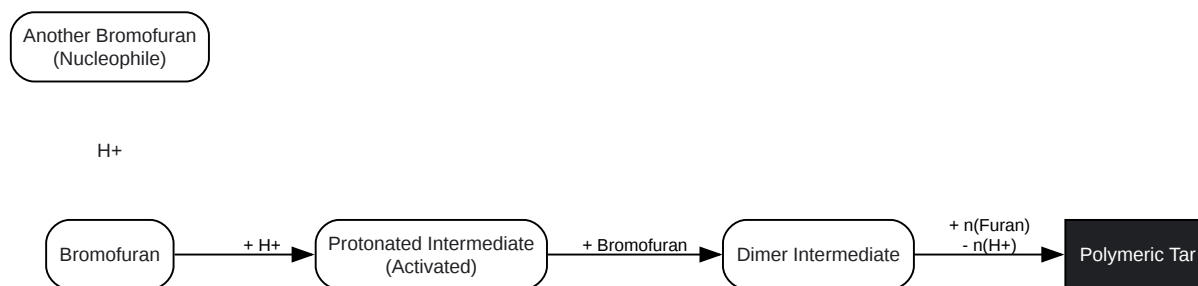 Another Bromofuran
(Nucleophile)
H+
Bromofuran
+ H+
Protonated Intermediate
(Activated)
+ Bromofuran
Dimer Intermediate
+ n(Furan)
- n(H+)
Polymeric Tar